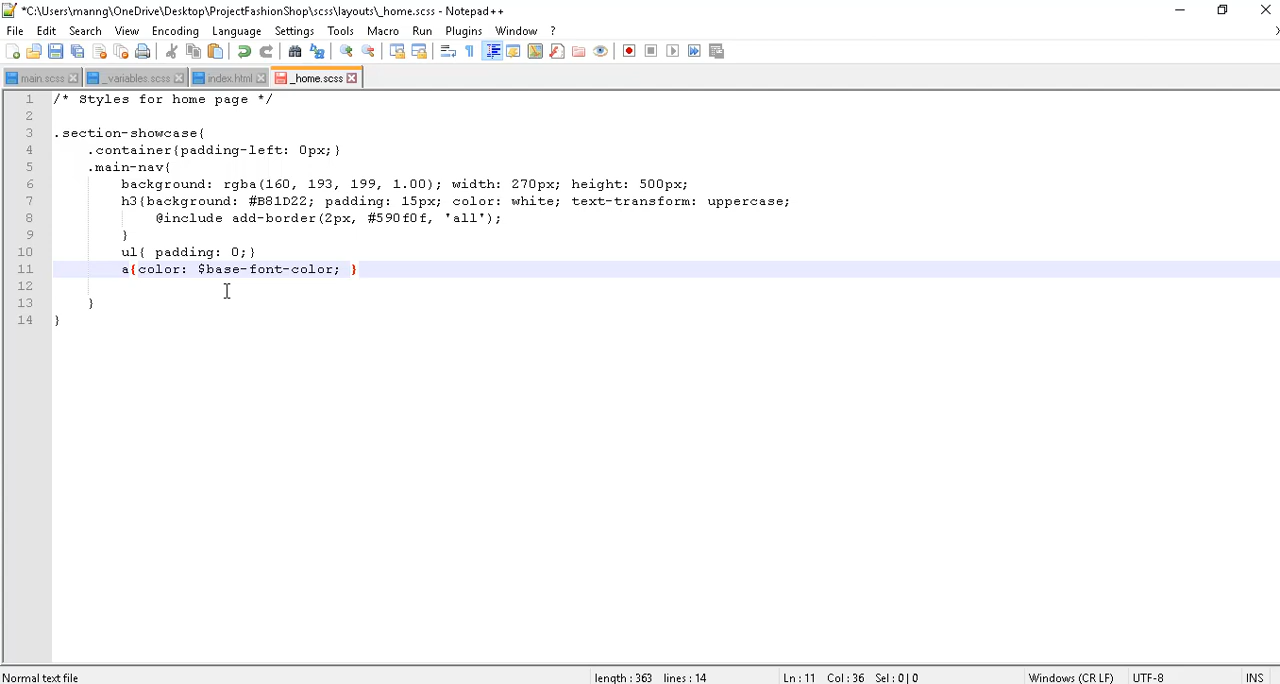 *C:\Users\manng\OneDrive\Desktop\ProjectFashionShop\scss\layouts\_home.scss - Notepad++
File Edit Search View Encoding Language Settings Tools Macro Run Plugins Window ?
main.scss _variables.scss index.html _home.scss
1 /* Styles for home page */
2
3 .section-showcase{
4 .container{padding-left: 0px;}
5 .main-nav{
6 background: rgba(160, 193, 199, 1.00); width: 270px; height: 500px;
7 h3{background: #B81D22; padding: 15px; color: white; text-transform: uppercase;
8 @include add-border(2px, #590f0f, 'all');
9 }
10 ul{ padding: 0;}
11 a{color: $base-font-color; }
12
13 }
14 }
Normal text file length : 363 lines : 14 Ln : 11 Col : 36 Sel : 0 | 0 Windows (CR LF) UTF-8 INS